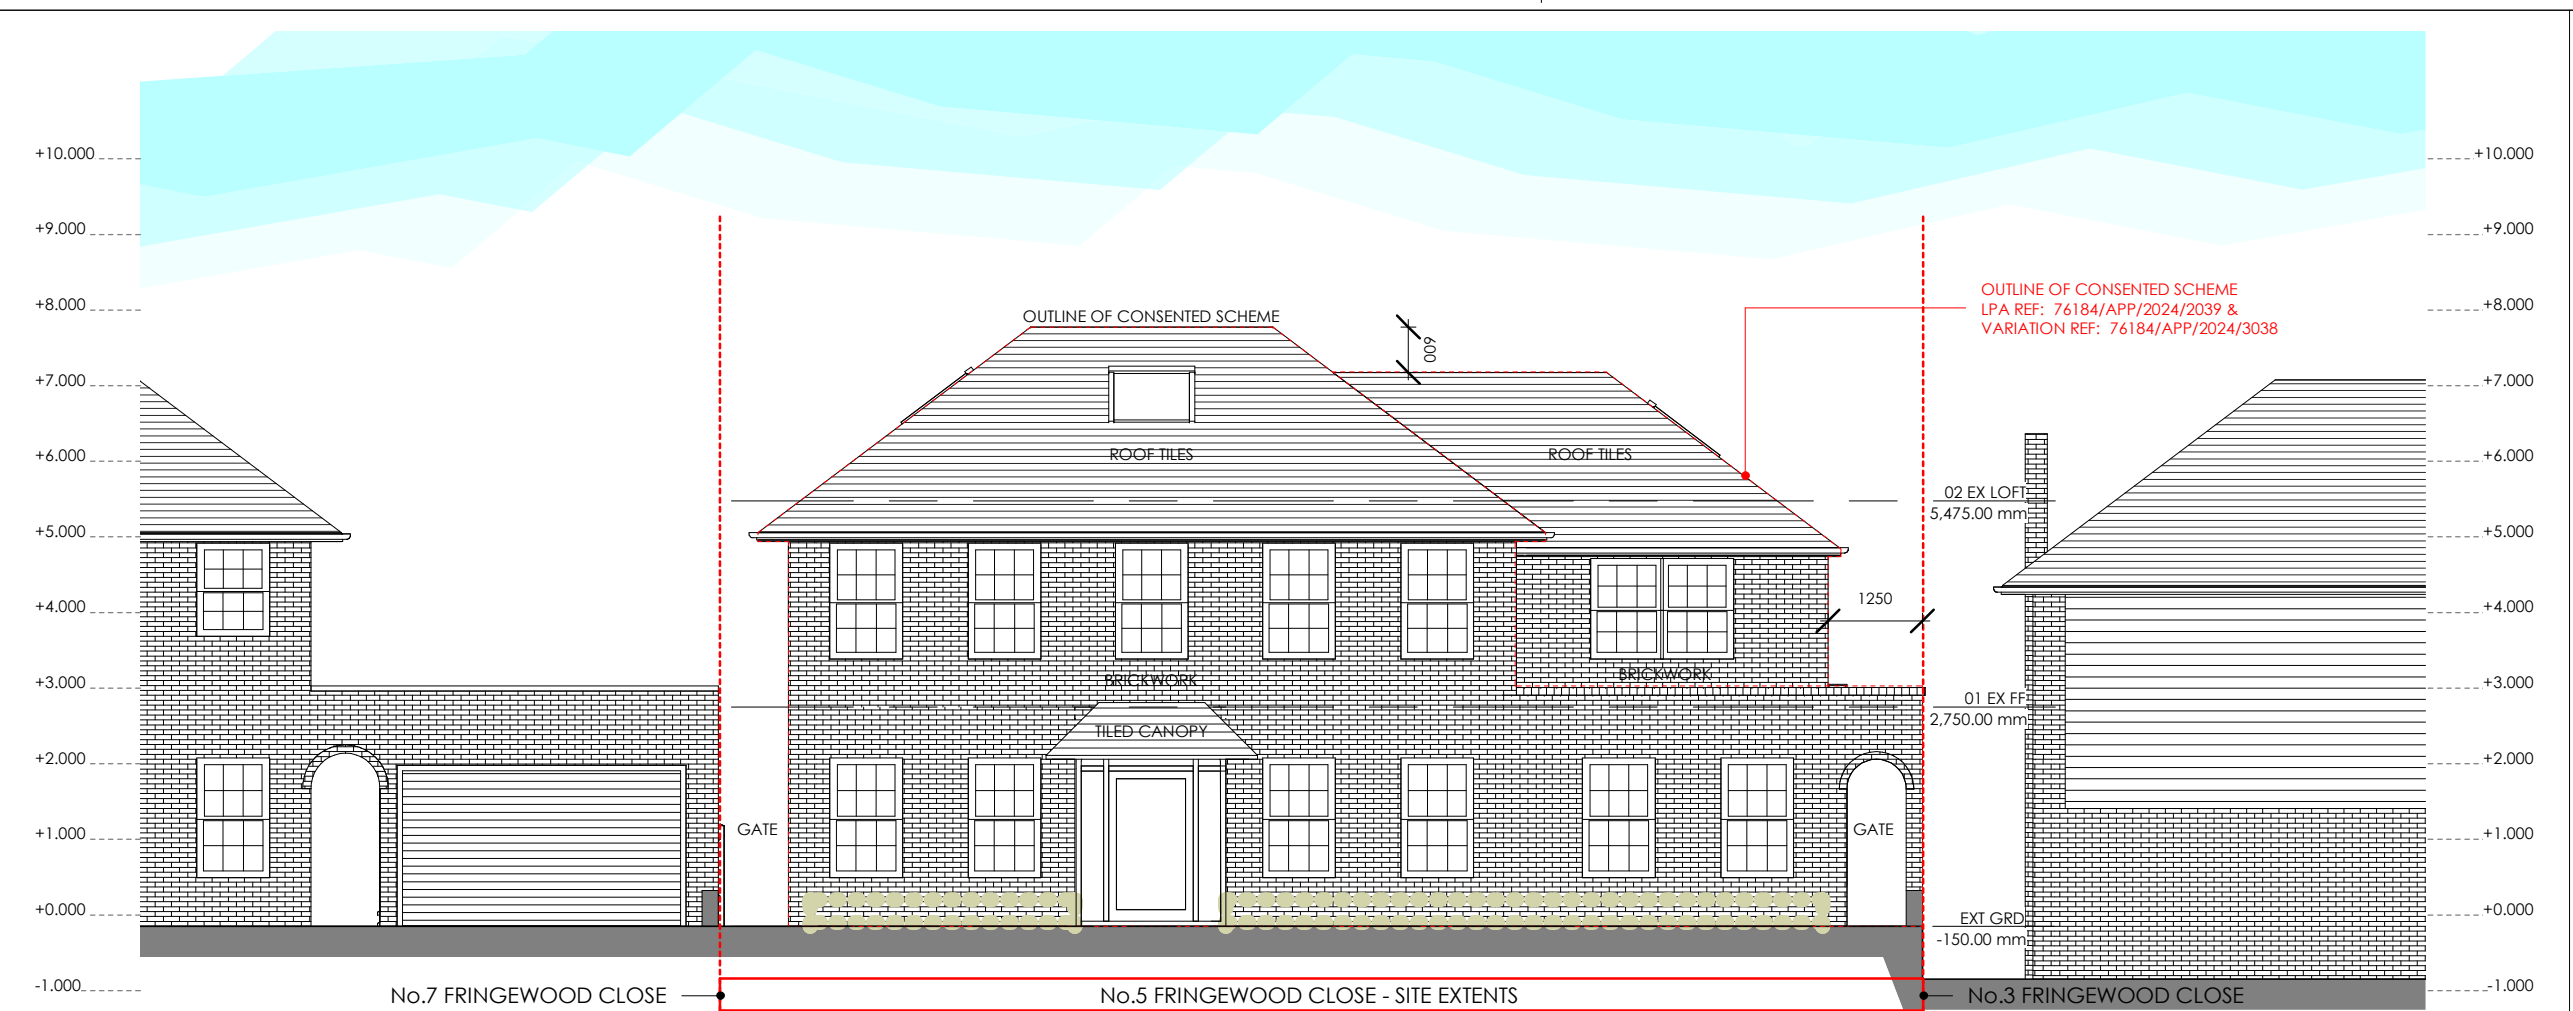 +10.000
+10.000
+9.000
+9.000
OUTLINE OF CONSENTED SCHEME
LPA REF: 76184/APP/2024/2039 &
VARIATION REF: 76184/APP/2024/3038
+8.000
+8.000
OUTLINE OF CONSENTED SCHEME
600
+7.000
+7.000
ROOF TILES
ROOF TILES
+6.000
+6.000
02 EX LOFT
5,475.00 mm
+5.000
+5.000
1250
+4.000
+4.000
BRICKWORK
BRICKWORK
+3.000
+3.000
01 EX FF
2,750.00 mm
TILED CANOPY
+2.000
+2.000
GATE
GATE
+1.000
+1.000
+0.000
+0.000
EXT GRD
-150.00 mm
-1.000
-1.000
No.7 FRINGEWOOD CLOSE
No.5 FRINGEWOOD CLOSE - SITE EXTENTS
No.3 FRINGEWOOD CLOSE